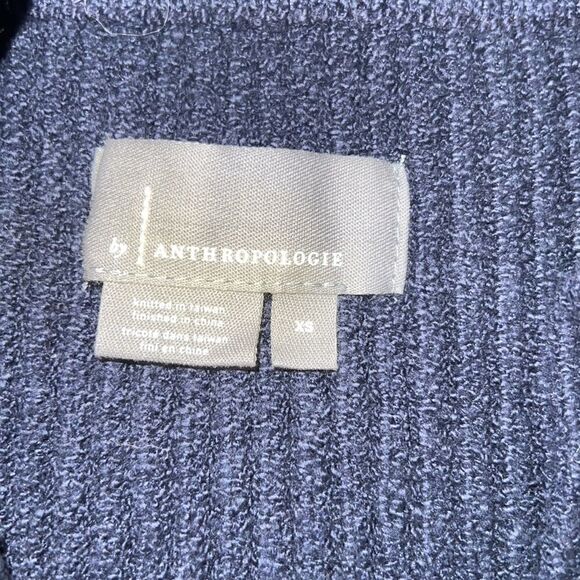 by | ANTHROPOLOGIE
knitted in taiwan
finished in china
tricoté dans taiwan
fini en chine
XS